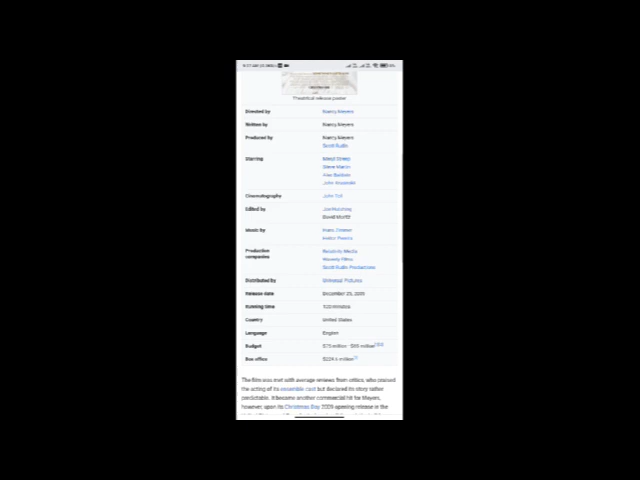 Theatrical release poster
Directed by Nancy Meyers
Written by Nancy Meyers
Produced by Nancy Meyers
Scott Rudin
Starring Meryl Streep
Steve Martin
Alec Baldwin
John Krasinski
Cinematography John Toll
Edited by Joe Hutshing
David Moritz
Music by Hans Zimmer
Heitor Pereira
Production Relativity Media
companies Waverly Films
Scott Rudin Productions
Distributed by Universal Pictures
Release date December 25, 2009
Running time 120 minutes
Country United States
Language English
Budget $75 million - $85 million
Box office million
The film was met with average reviews from critics, who praised
the acting of its ensemble cast but declared its story rather
predictable. It became another commercial hit for Meyers,
however, upon its Christmas Day 2009 opening release in the